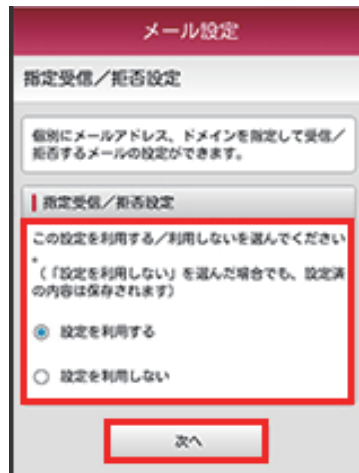 メール設定
指定受信／拒否設定
個別にメールアドレス、ドメインを指定して受信／
拒否するメールの設定ができます。
指定受信／拒否設定
この設定を利用する／利用しないを選んでください
。
（「設定を利用しない」を選んだ場合でも、設定済
の内容は保存されます）
設定を利用する
設定を利用しない
次へ